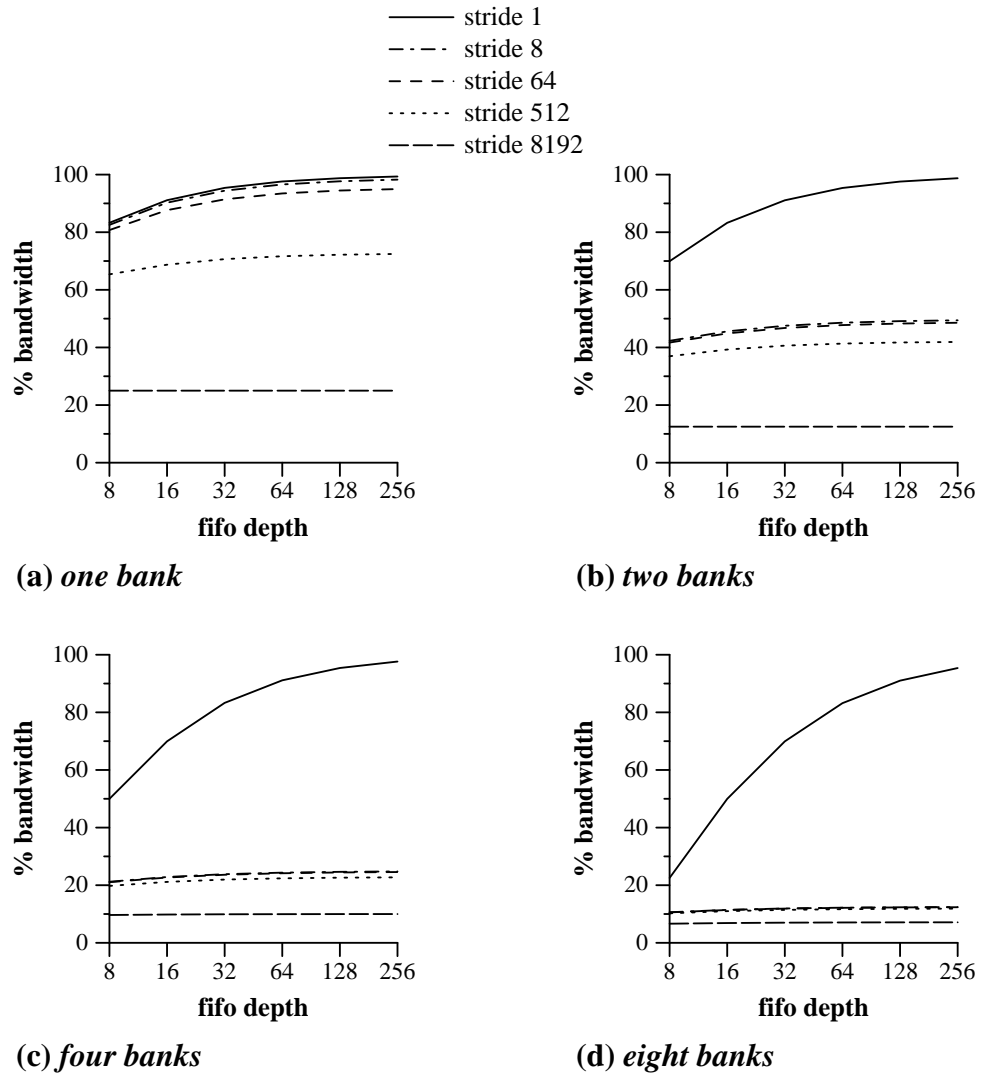 stride 1
stride 8
stride 64
stride 512
stride 8192
100
80
60
40
20
0
% bandwidth
8 16 32 64 128 256
fifo depth
(a) one bank
100
80
60
40
20
0
% bandwidth
8 16 32 64 128 256
fifo depth
(b) two banks
100
80
60
40
20
0
% bandwidth
8 16 32 64 128 256
fifo depth
(c) four banks
100
80
60
40
20
0
% bandwidth
8 16 32 64 128 256
fifo depth
(d) eight banks